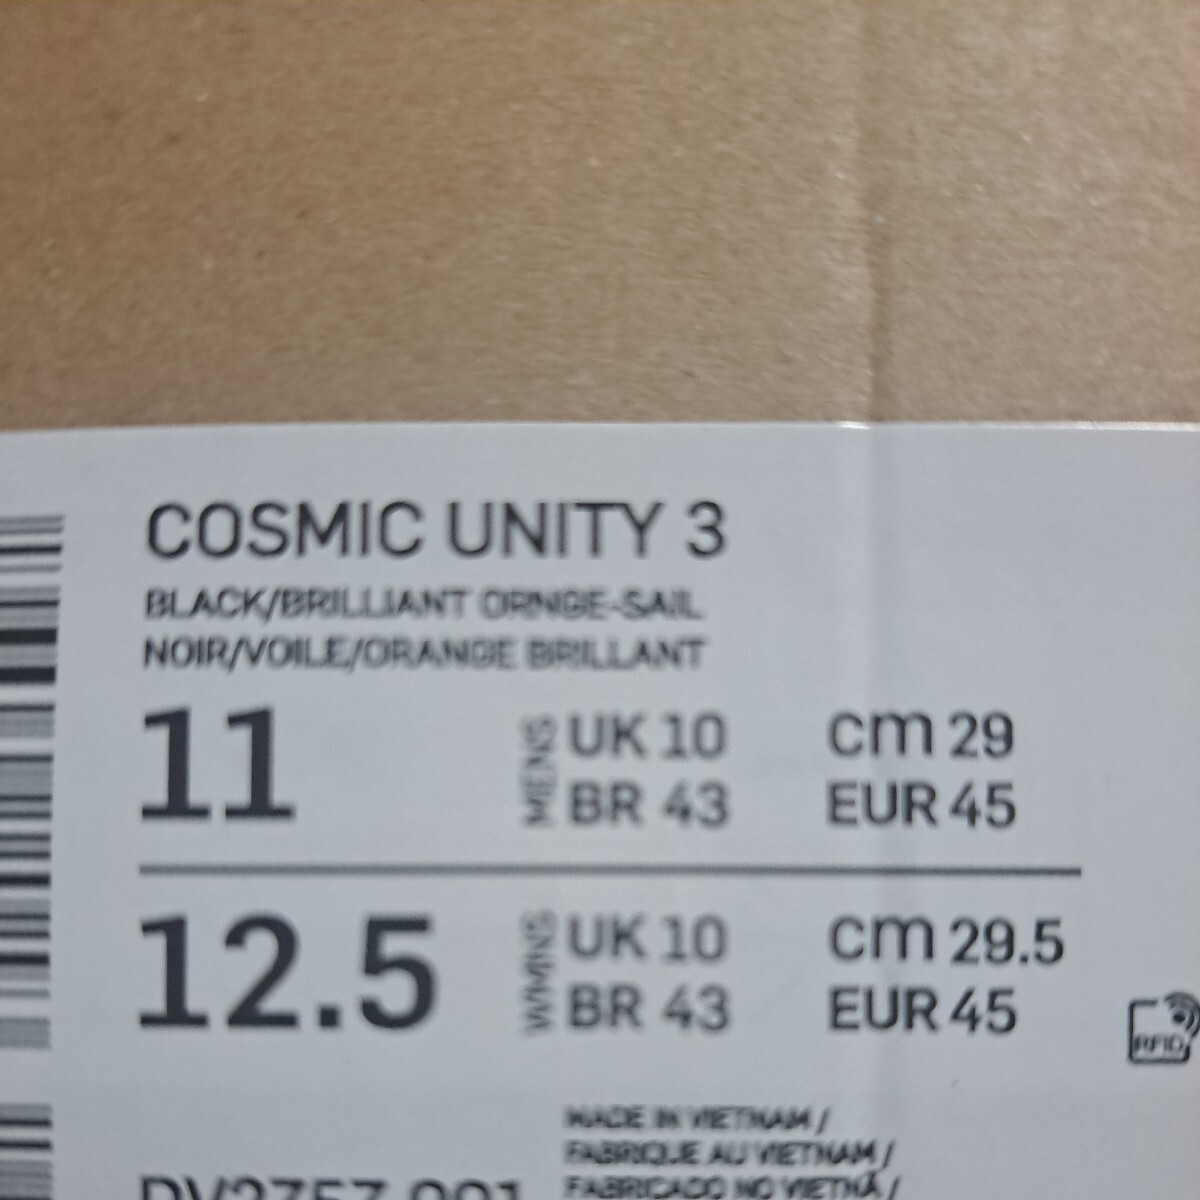 COSMIC UNITY 3
BLACK/BRILLIANT ORNGE-SAIL
NOIR/VOILE/ORANGE BRILLANT
11 MENS UK 10 cm 29
BR 43 EUR 45
12.5 WMNS UK 10 cm 29.5
BR 43 EUR 45
RFID
MADE IN VIETNAM /
FABRIQUE AU VIETNAM /
DV2757-001 FABRICADO NO VIETNÃ /